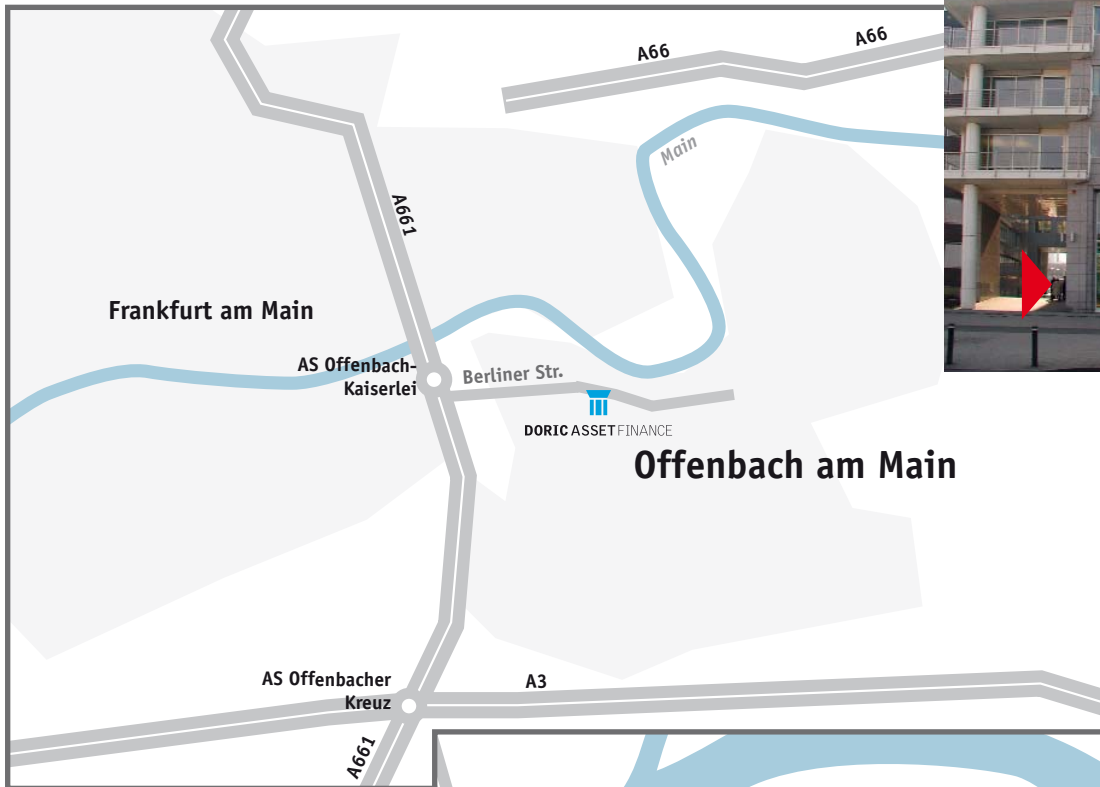 A66
A66
Main
A661
Frankfurt am Main
AS Offenbach-
Kaiserlei
Berliner Str.
DORIC ASSET FINANCE
Offenbach am Main
AS Offenbacher
Kreuz
A3
A661